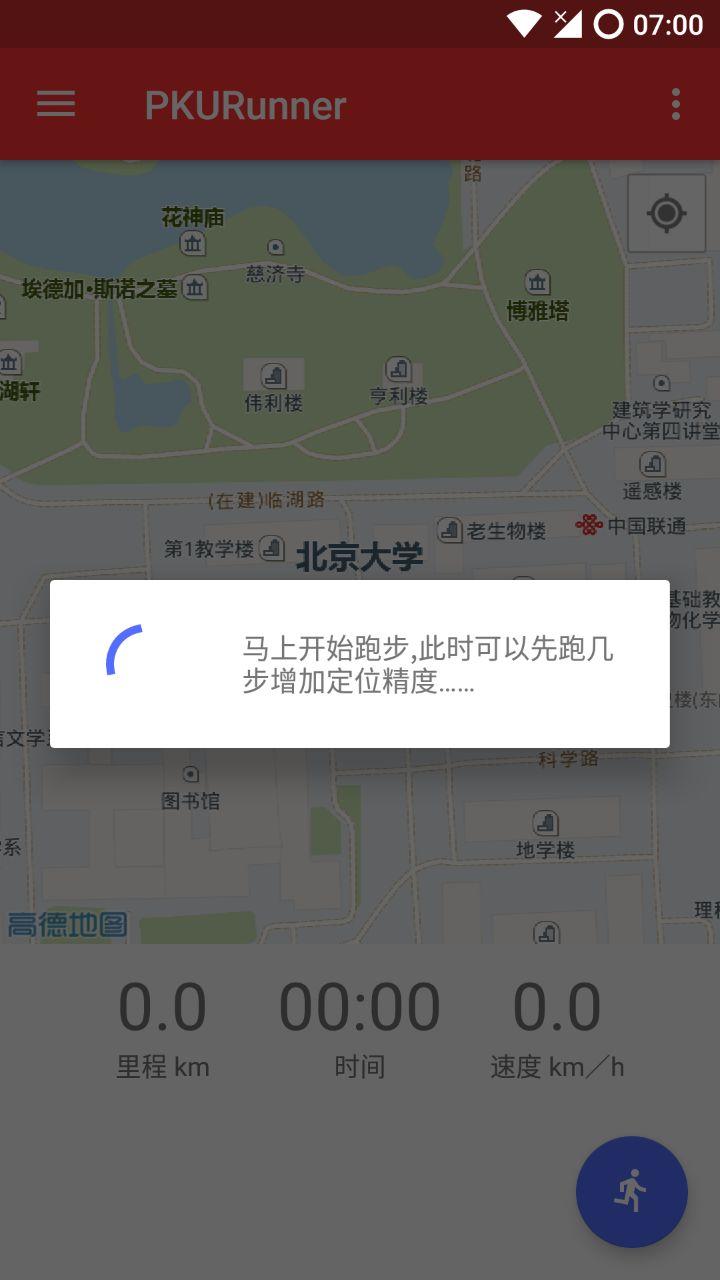 07:00
PKURunner
路
花神庙
慈济寺
埃德加·斯诺之墓
博雅塔
湖轩
伟利楼
亨利楼
建筑学研究
中心第四讲堂
遥感楼
(在建)临湖路
老生物楼
中国联通
第1教学楼
北京大学
基础教
物化学
马上开始跑步,此时可以先跑几
步增加定位精度……
楼(东
言文学
科学路
图书馆
地学楼
系
理科
高德地图
0.0
00:00
0.0
里程 km
时间
速度 km／h